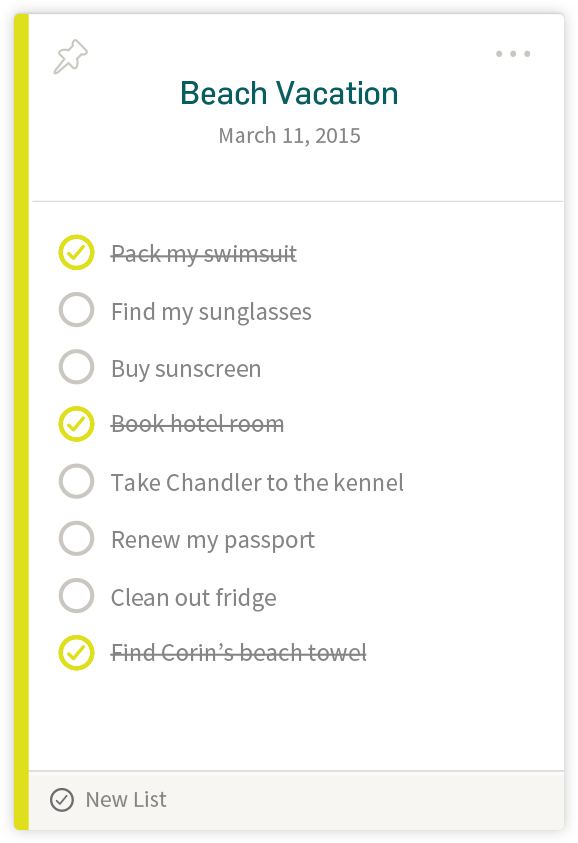 Beach Vacation
March 11, 2015
Pack my swimsuit
Find my sunglasses
Buy sunscreen
Book hotel room
Take Chandler to the kennel
Renew my passport
Clean out fridge
Find Corin’s beach towel
New List